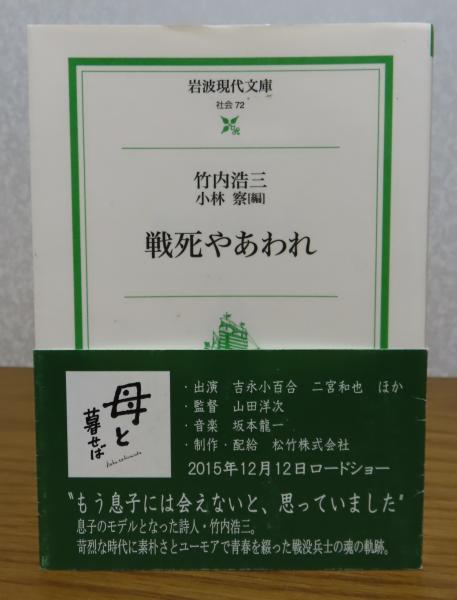 岩波現代文庫
社会 72
竹内浩三
小林 察[編]
戦死やあわれ
母と
暮せば
・出演 吉永小百合 二宮和也 ほか
・監督 山田洋次
・音楽 坂本龍一
・制作・配給 松竹株式会社
2015年12月12日ロードショー
〝もう息子には会えないと、思っていました〟
息子のモデルとなった詩人・竹内浩三。
苛烈な時代に素朴さとユーモアで青春を綴った戦没兵士の魂の軌跡。